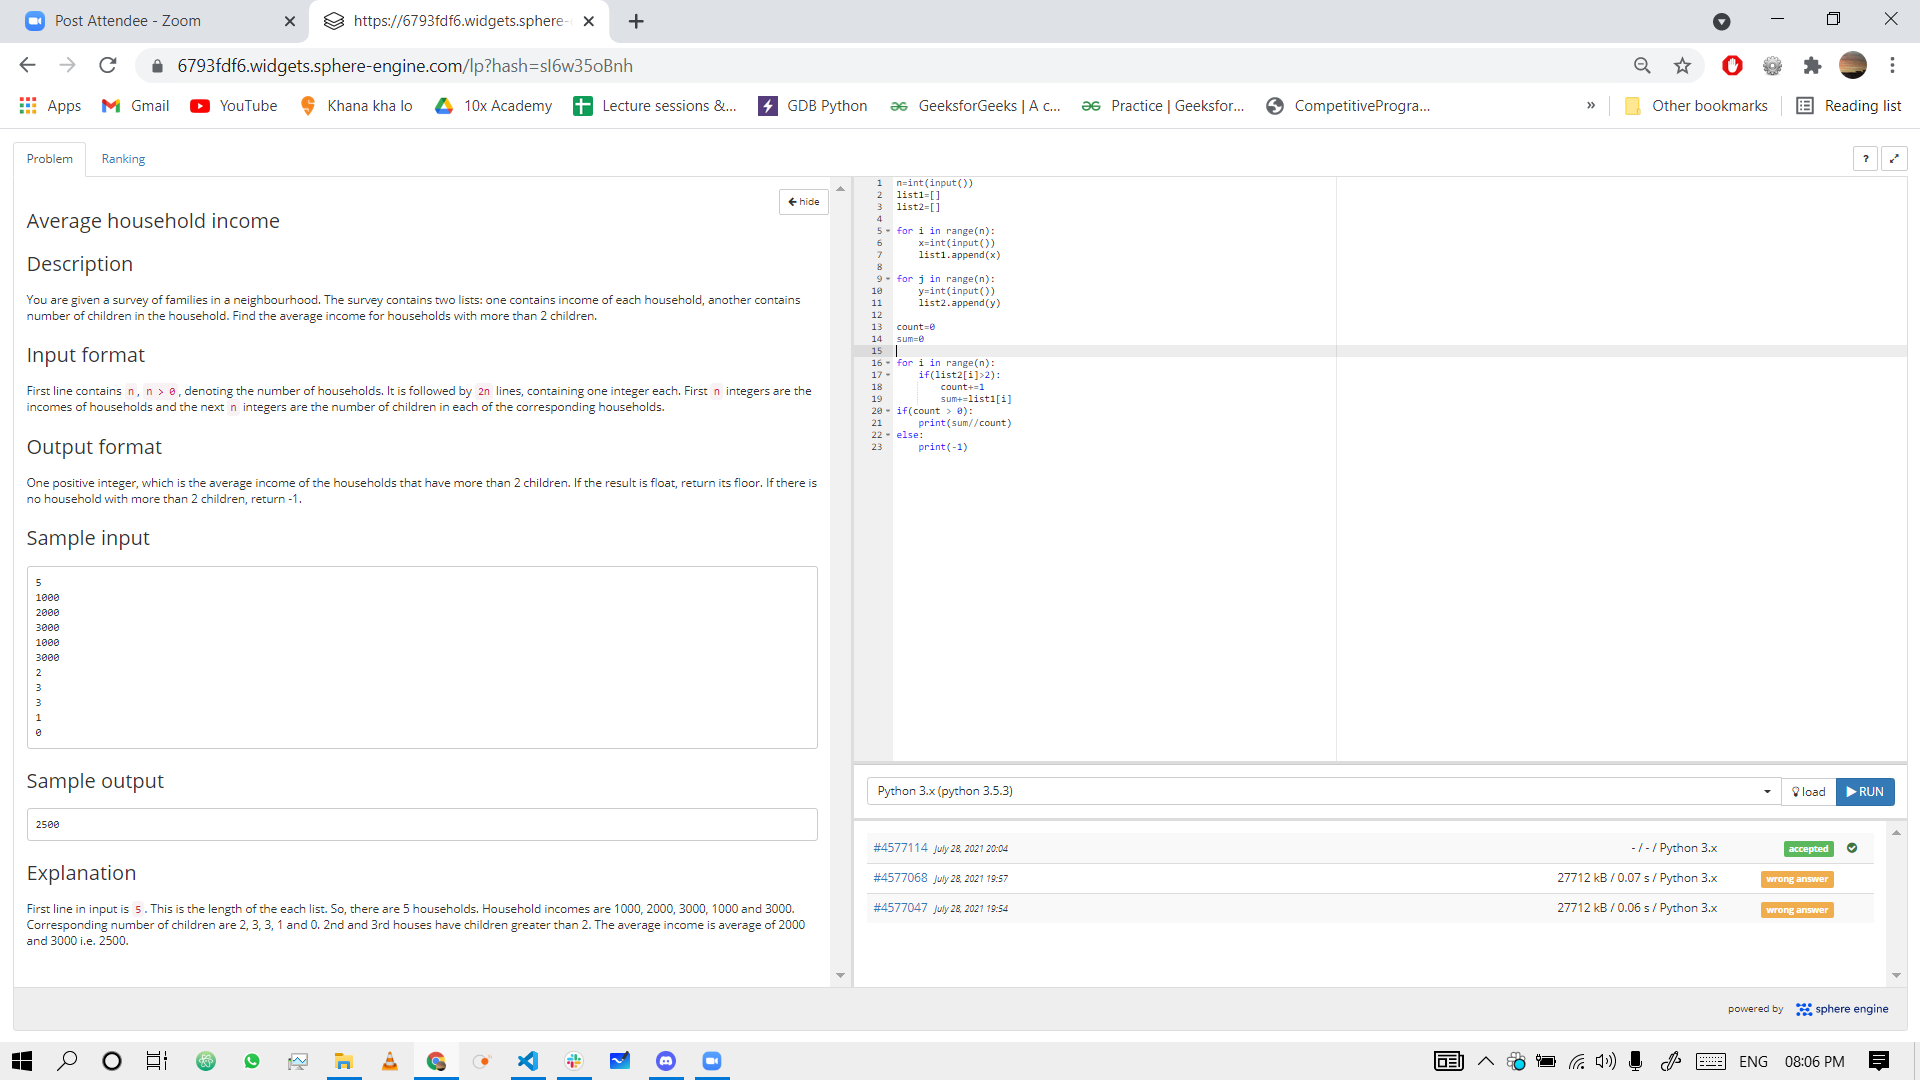 Post Attendee - Zoom
https://6793fdf6.widgets.sphere-
6793fdf6.widgets.sphere-engine.com/lp?hash=sI6w35oBnh
Apps
Gmail
YouTube
Khana kha lo
10x Academy
Lecture sessions &...
GDB Python
GeeksforGeeks | A c...
Practice | Geeksfor...
CompetitiveProgra...
»
Other bookmarks
Reading list
Problem
Ranking
?
hide
Average household income
Description
You are given a survey of families in a neighbourhood. The survey contains two lists: one contains income of each household, another contains
number of children in the household. Find the average income for households with more than 2 children.
Input format
First line contains n, n > 0, denoting the number of households. It is followed by 2n lines, containing one integer each. First n integers are the
incomes of households and the next n integers are the number of children in each of the corresponding households.
Output format
One positive integer, which is the average income of the households that have more than 2 children. If the result is float, return its floor. If there is
no household with more than 2 children, return -1.
Sample input
5
1000
2000
3000
1000
3000
2
3
3
1
0
Sample output
2500
Explanation
First line in input is 5. This is the length of the each list. So, there are 5 households. Household incomes are 1000, 2000, 3000, 1000 and 3000.
Corresponding number of children are 2, 3, 3, 1 and 0. 2nd and 3rd houses have children greater than 2. The average income is average of 2000
and 3000 i.e. 2500.
1 n=int(input())
2 list1=[]
3 list2=[]
4
5 for i in range(n):
6     x=int(input())
7     list1.append(x)
8
9 for j in range(n):
10     y=int(input())
11     list2.append(y)
12
13 count=0
14 sum=0
15
16 for i in range(n):
17     if(list2[i]>2):
18         count+=1
19         sum+=list1[i]
20 if(count > 0):
21     print(sum//count)
22 else:
23     print(-1)
Python 3.x (python 3.5.3)
load
RUN
#4577114 July 28, 2021 20:04 - / - / Python 3.x accepted
#4577068 July 28, 2021 19:57 27712 kB / 0.07 s / Python 3.x wrong answer
#4577047 July 28, 2021 19:54 27712 kB / 0.06 s / Python 3.x wrong answer
powered by sphere engine
ENG
08:06 PM